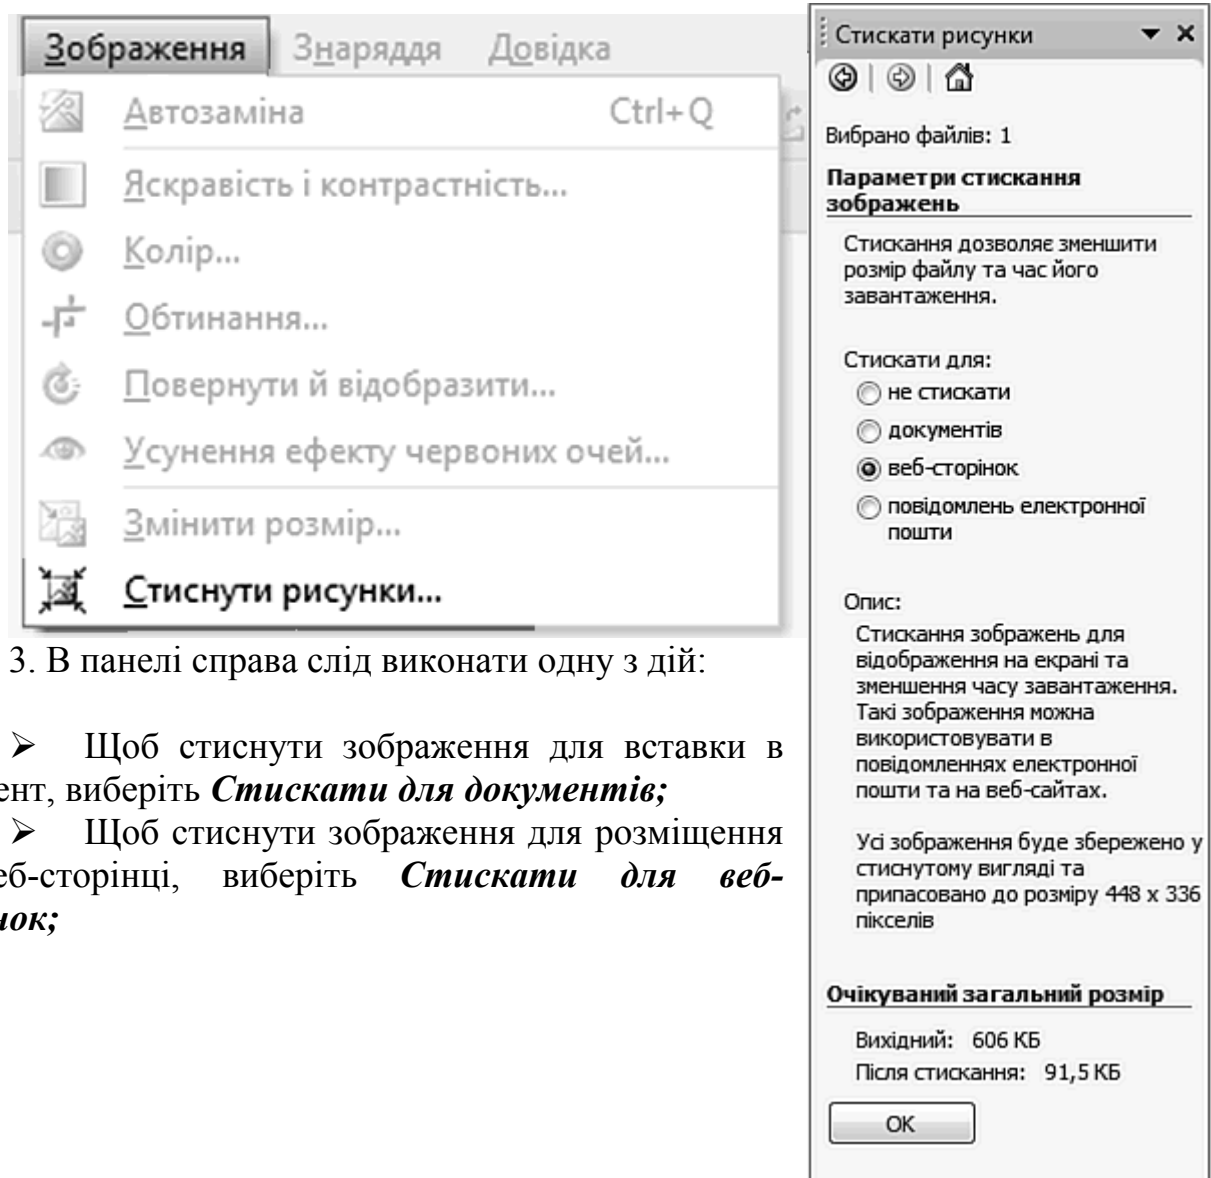 Зображення Знаряддя Довідка
Автозаміна Ctrl+Q
Яскравість і контрастність...
Колір...
Обтинання...
Повернути й відобразити...
Усунення ефекту червоних очей...
Змінити розмір...
Стиснути рисунки...
3. В панелі справа слід виконати одну з дій:
➢ Щоб стиснути зображення для вставки в
ент, виберіть Стискати для документів;
➢ Щоб стиснути зображення для розміщення
еб-сторінці, виберіть Стискати для веб-
нок;
Стискати рисунки
Вибрано файлів: 1
Параметри стискання
зображень
Стискання дозволяє зменшити
розмір файлу та час його
завантаження.
Стискати для:
не стискати
документів
веб-сторінок
повідомлень електронної
пошти
Опис:
Стискання зображень для
відображення на екрані та
зменшення часу завантаження.
Такі зображення можна
використовувати в
повідомленнях електронної
пошти та на веб-сайтах.
Усі зображення буде збережено у
стиснутому вигляді та
припасовано до розміру 448 x 336
пікселів
Очікуваний загальний розмір
Вихідний: 606 КБ
Після стискання: 91,5 КБ
ОК